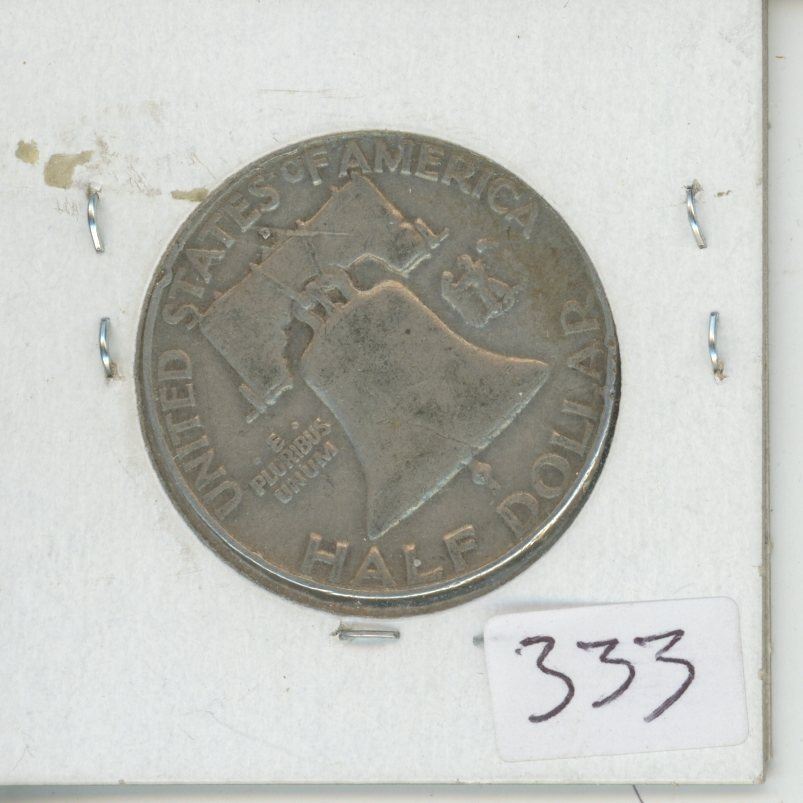 UNITED STATES OF AMERICA
D
E
PLURIBUS
UNUM
HALF DOLLAR
333